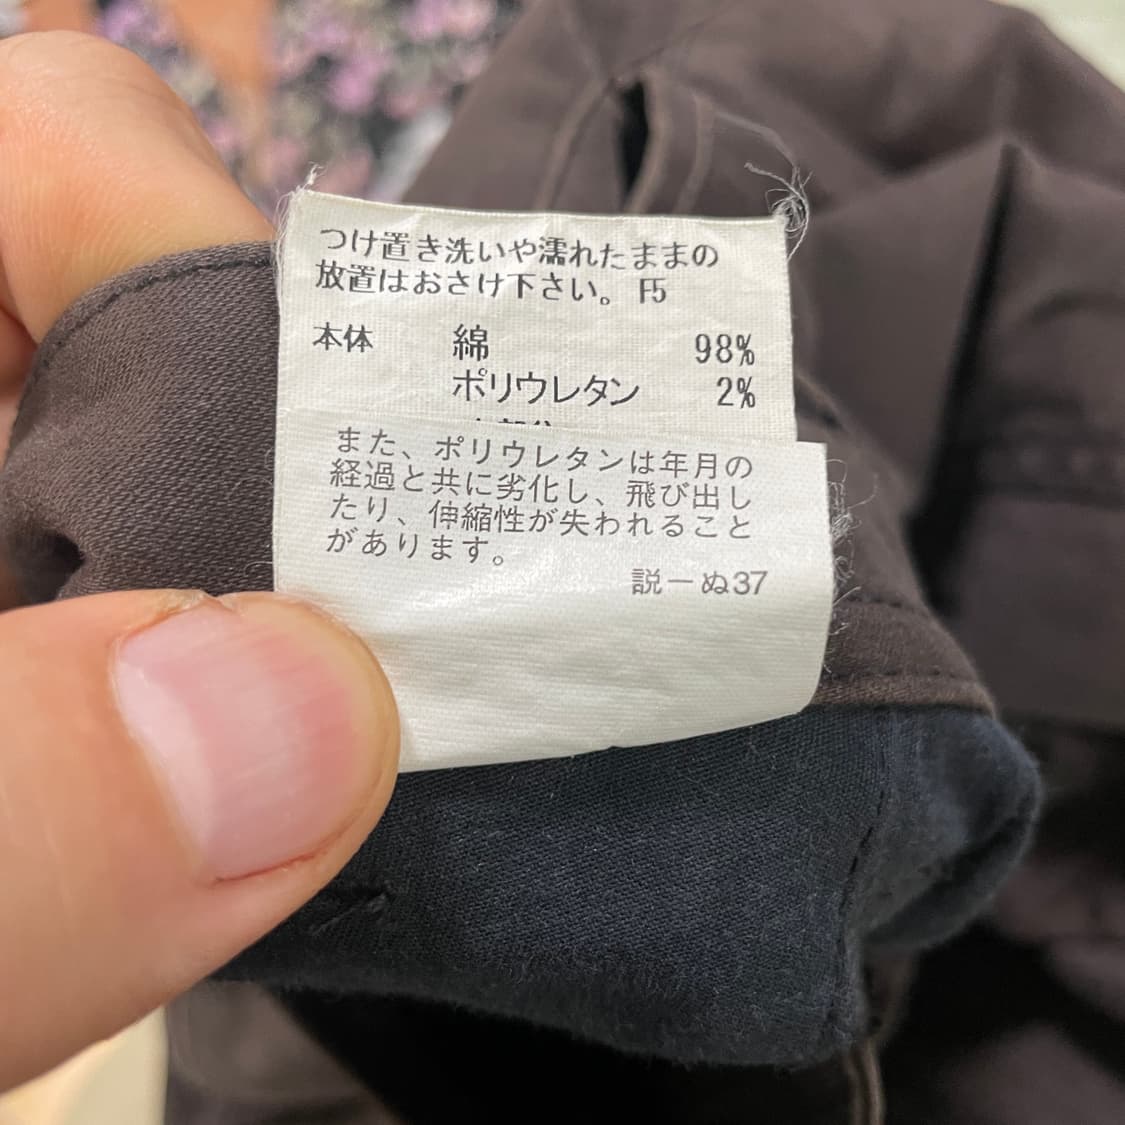 つけ置き洗いや濡れたままの
放置はおさけ下さい。 F5
本体 綿 98%
ポリウレタン 2%
また、ポリウレタンは年月の
経過と共に劣化し、飛び出し
たり、伸縮性が失われること
があります。
説－ぬ37